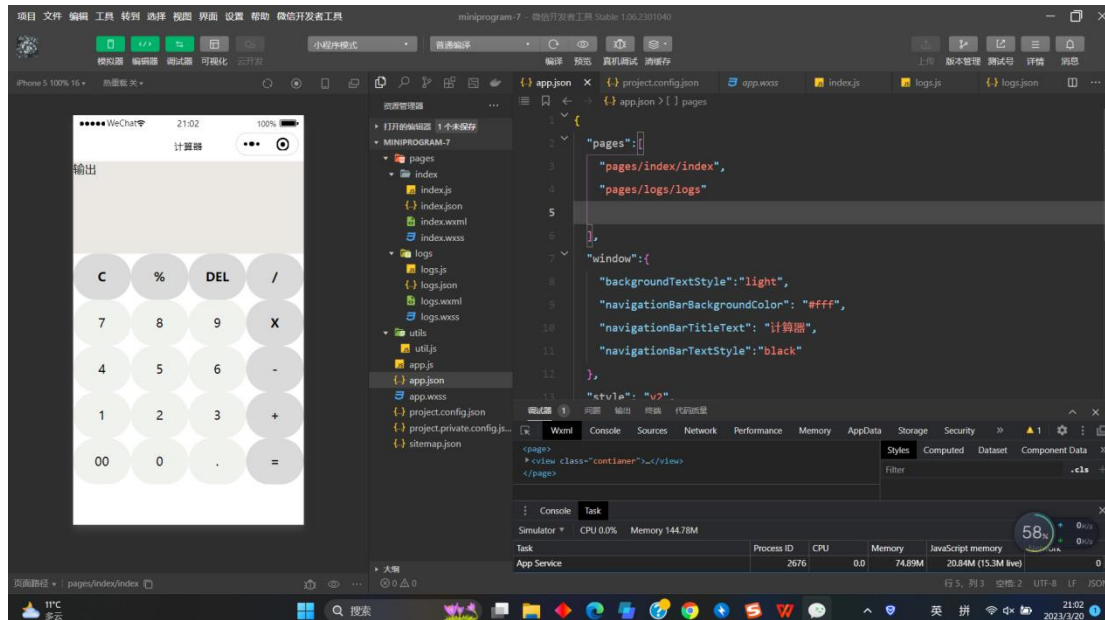 项目 文件 编辑 工具 转到 选择 视图 界面 设置 帮助 微信开发者工具
miniprogram-7 - 微信开发者工具 Stable 1.06.2301040
小程序模式
普通编译
模拟器 编辑器 调试器 可视化 云开发
编译 预览 真机调试 清缓存
上传 版本管理 测试号 详情 消息
iPhone 5 100% 16
热重载 关
WeChat
21:02
100%
计算器
输出
C % DEL /
7 8 9 X
4 5 6 -
1 2 3 +
00 0 . =
页面路径
pages/index/index
资源管理器
打开的编辑器 1 个未保存
MINIPROGRAM-7
pages
index
index.js
index.json
index.wxml
index.wxss
logs
logs.js
logs.json
logs.wxml
logs.wxss
utils
util.js
app.js
app.json
app.wxss
project.config.json
project.private.config.js...
sitemap.json
大纲
0 0
app.json
project.config.json
app.wxss
index.js
logs.js
logs.json
app.json > [ ] pages
1 {
2 "pages":[
3 "pages/index/index",
4 "pages/logs/logs"
5
6 ],
7 "window":{
8 "backgroundTextStyle":"light",
9 "navigationBarBackgroundColor": "#fff",
10 "navigationBarTitleText": "计算器",
11 "navigationBarTextStyle":"black"
12 },
13 "style": "v2",
调试器 1 问题 输出 终端 代码质量
Wxml Console Sources Network Performance Memory AppData Storage Security
1
<page>
<view class="contianer">…</view>
</page>
Styles Computed Dataset Component Data
Filter
.cls
Console Task
Simulator CPU 0.0% Memory 144.78M
Task Process ID CPU Memory JavaScript memory
App Service 2676 0.0 74.89M 20.84M (15.3M live) 0
58%
0K/s
0K/s
行 5, 列 3 空格: 2 UTF-8 LF JSON
11°C
多云
搜索
英 拼
21:02
2023/3/20